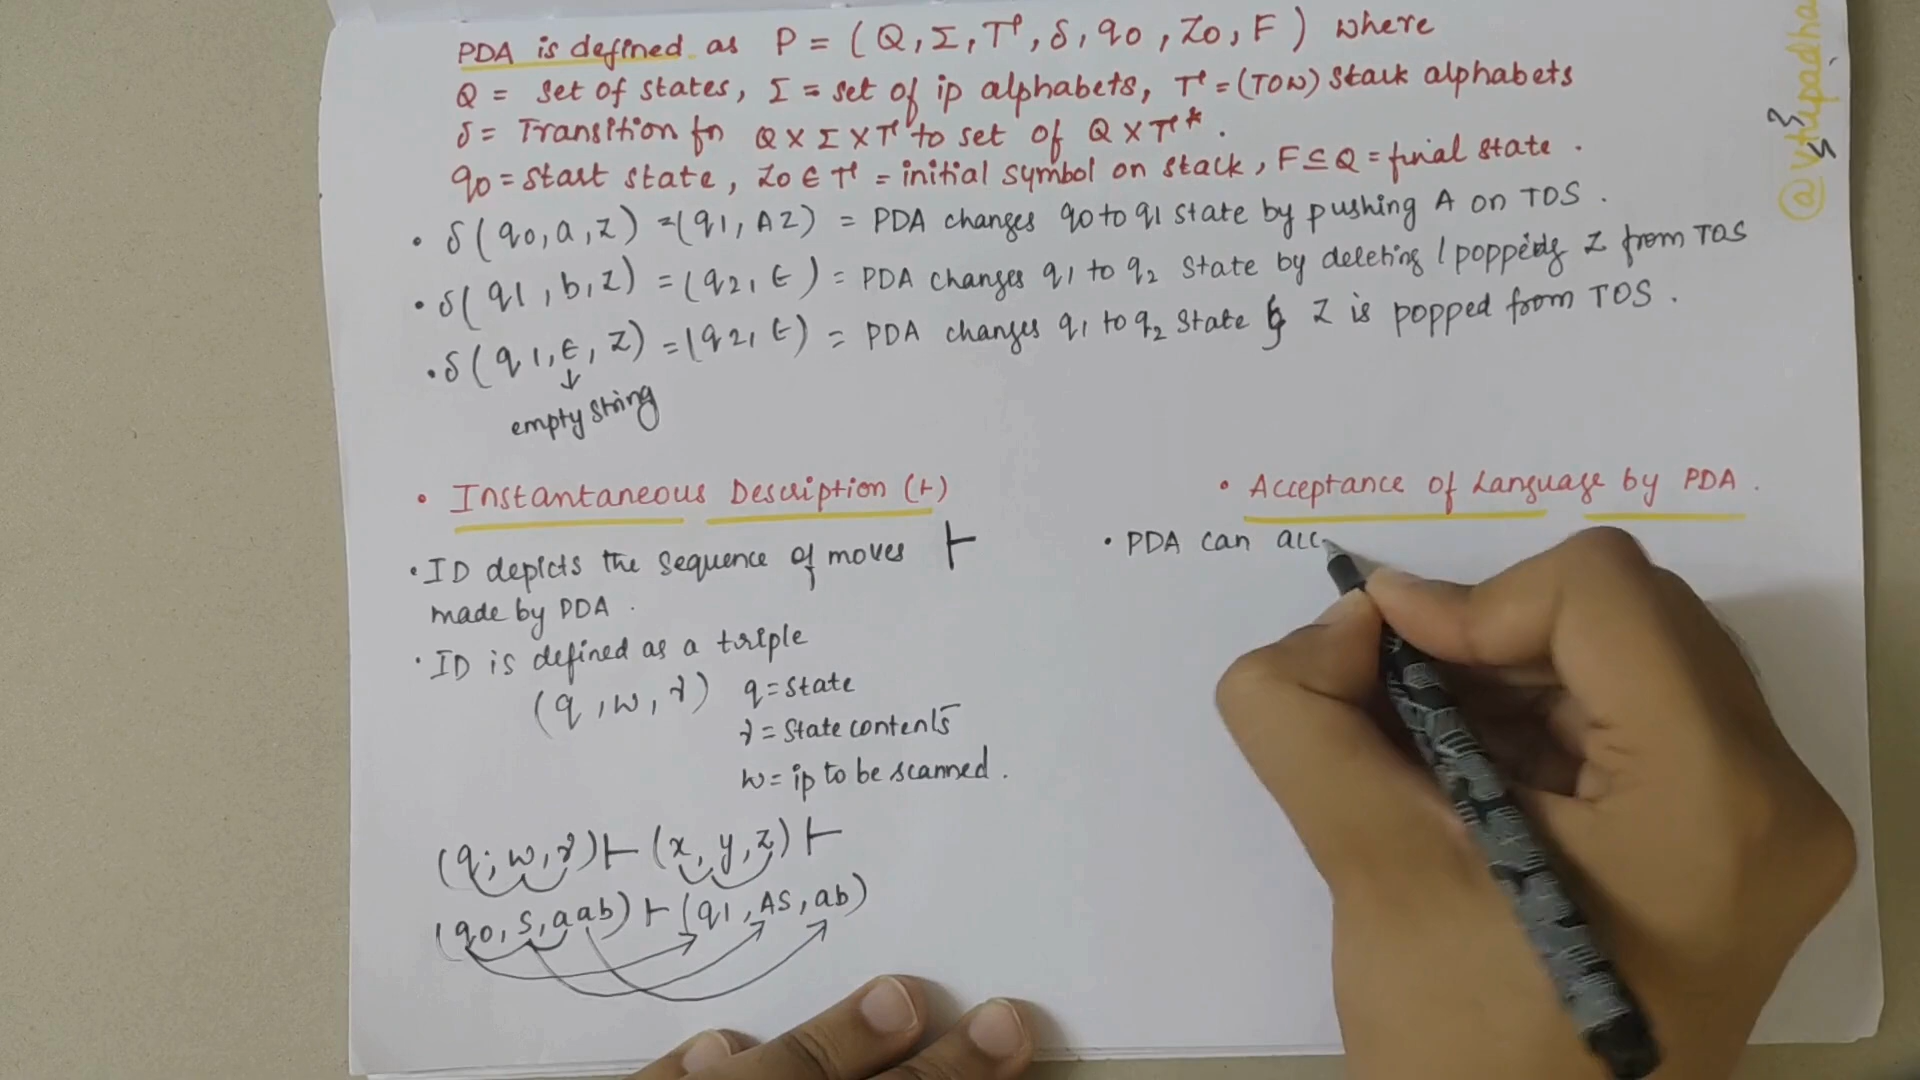 PDA is defined as P = ( Q, Σ, Γ, δ, q0, Z0, F ) where
Q = set of states, Σ = set of ip alphabets, Γ = (TOW) stack alphabets
δ = Transition fn Q X Σ X Γ to set of Q X Γ* .
q0 = start state, Z0 ∈ Γ = initial symbol on stack, F ⊆ Q = final state .
• δ( q0, a, z ) = (q1, AZ) = PDA changes q0 to q1 state by pushing A on TOS .
• δ( q1, b, z) = (q2, ε ) = PDA changes q1 to q2 state by deleting / popping Z from TOS
• δ( q1, ε, Z) = (q2, ε) = PDA changes q1 to q2 state & Z is popped from TOS .
↓
empty string
• Instantaneous Description (⊢)
• ID depicts the sequence of moves ⊢
made by PDA .
• ID is defined as a triple
(q, w, γ) q = state
γ = state contents
w = ip to be scanned .
(q, w, γ) ⊢ (x, y, z) ⊢
(q0, S, aab) ⊢ (q1, AS, ab)
• Acceptance of Language by PDA .
• PDA can acc